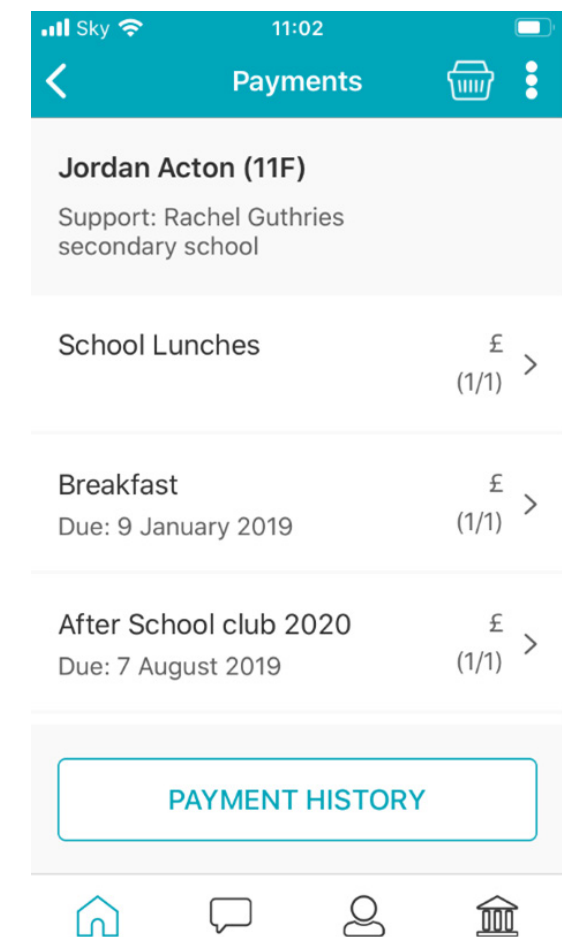 Sky 11:02
Payments
Jordan Acton (11F)
Support: Rachel Guthries
secondary school
School Lunches £
(1/1)
Breakfast £
Due: 9 January 2019 (1/1)
After School club 2020 £
Due: 7 August 2019 (1/1)
PAYMENT HISTORY